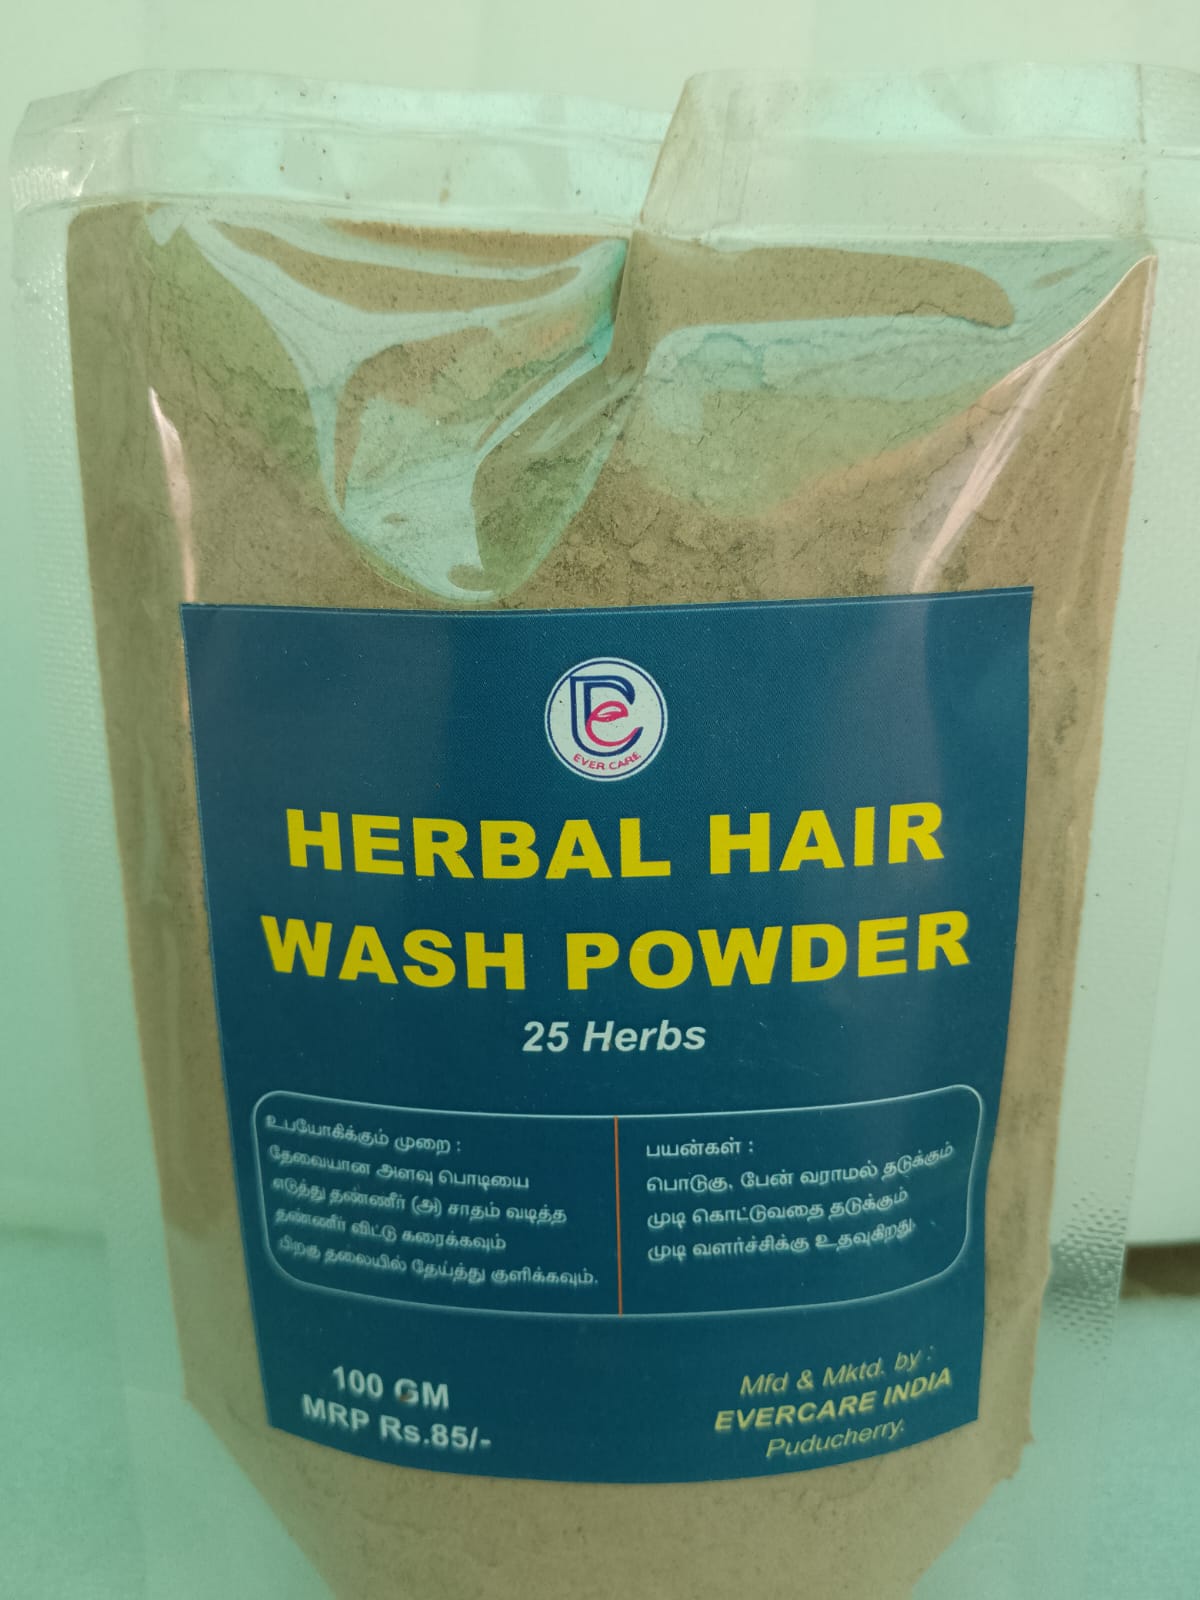 EVER CARE
HERBAL HAIR
WASH POWDER
25 Herbs
உபயோகிக்கும் முறை :
தேவையான அளவு பொடியை
எடுத்து தண்ணீர் (அ) சாதம் வடித்த
தண்ணீர் விட்டு கரைக்கவும்
பிறகு தலையில் தேய்த்து குளிக்கவும்.
பயன்கள் :
பொடுகு, பேன் வராமல் தடுக்கும்
முடி கொட்டுவதை தடுக்கும்
முடி வளர்ச்சிக்கு உதவுகிறது.
100 GM
MRP Rs.85/-
Mfd & Mktd. by :
EVERCARE INDIA
Puducherry.